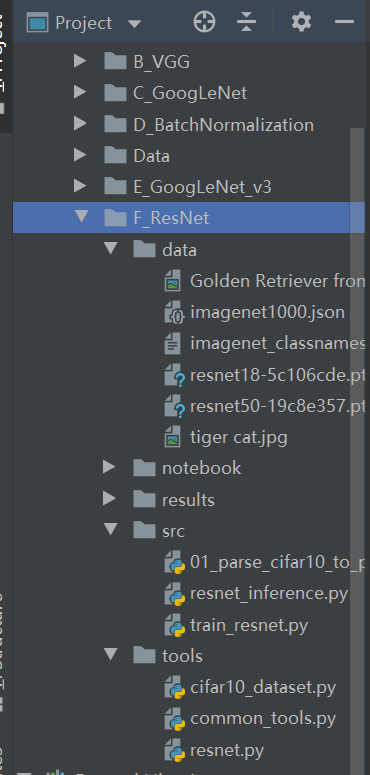 Project
B_VGG
C_GoogLeNet
D_BatchNormalization
Data
E_GoogLeNet_v3
F_ResNet
data
Golden Retriever fron
imagenet1000.json
imagenet_classnames
resnet18-5c106cde.pt
resnet50-19c8e357.pt
tiger cat.jpg
notebook
results
src
01_parse_cifar10_to_p
resnet_inference.py
train_resnet.py
tools
cifar10_dataset.py
common_tools.py
resnet.py